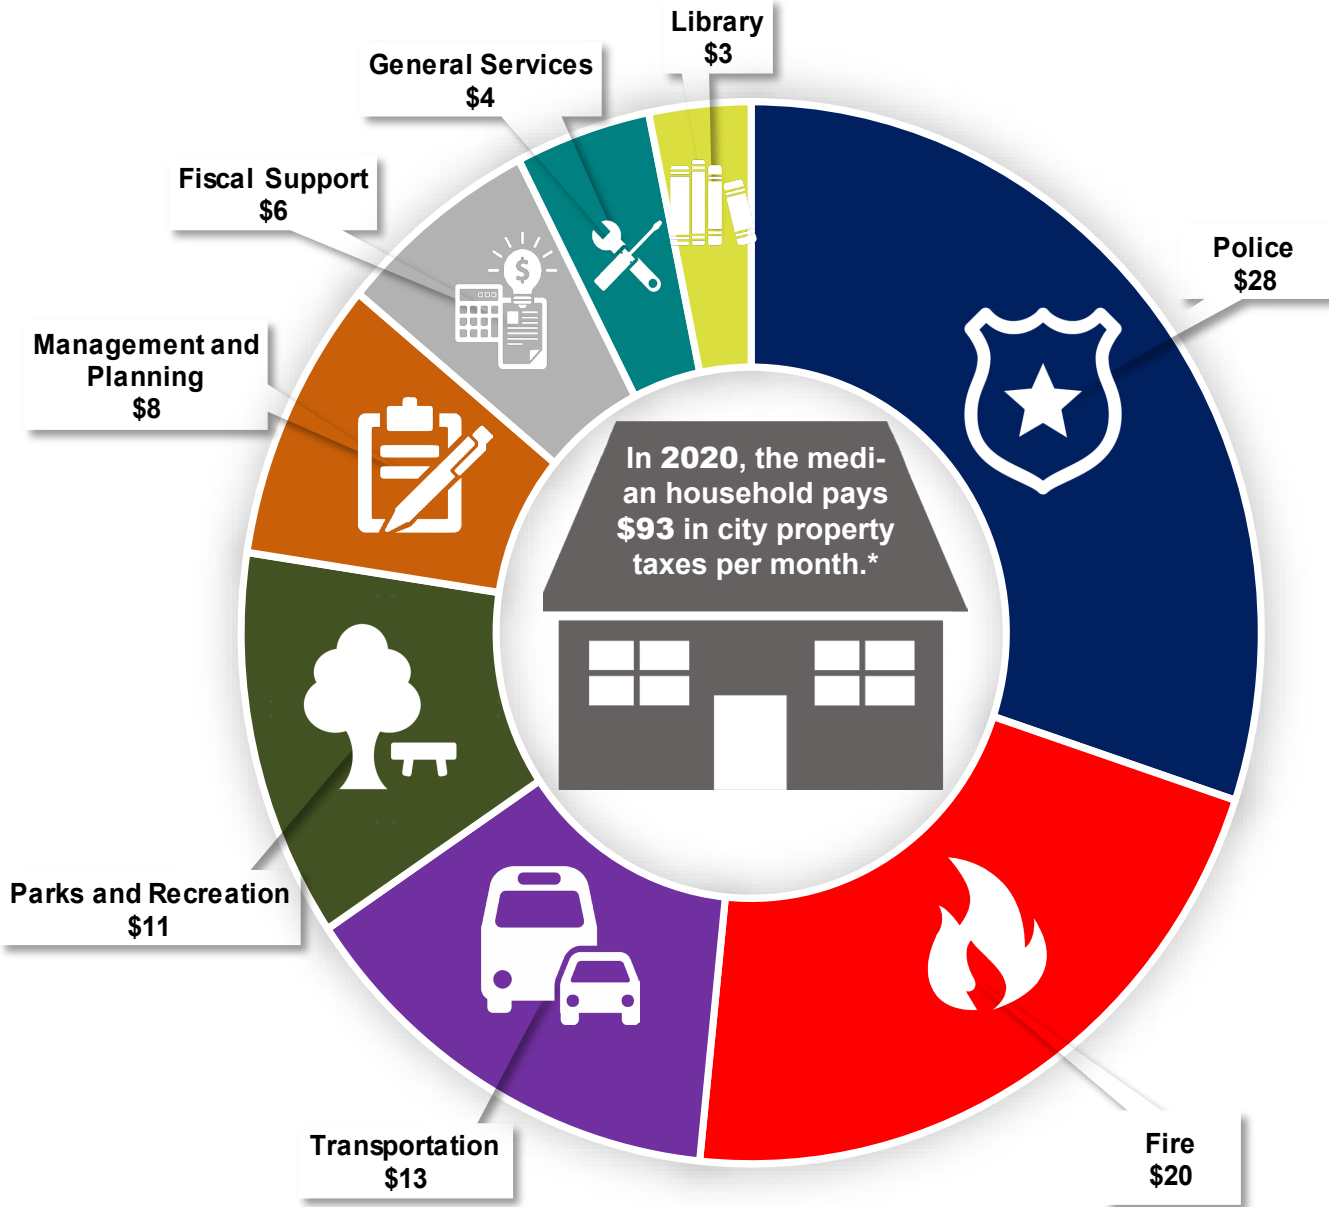 Library
$3
General Services
$4
Fiscal Support
$6
Police
$28
Management and
Planning
$8
$
In 2020, the medi-
an household pays
$93 in city property
taxes per month.*
Parks and Recreation
$11
Transportation
$13
Fire
$20